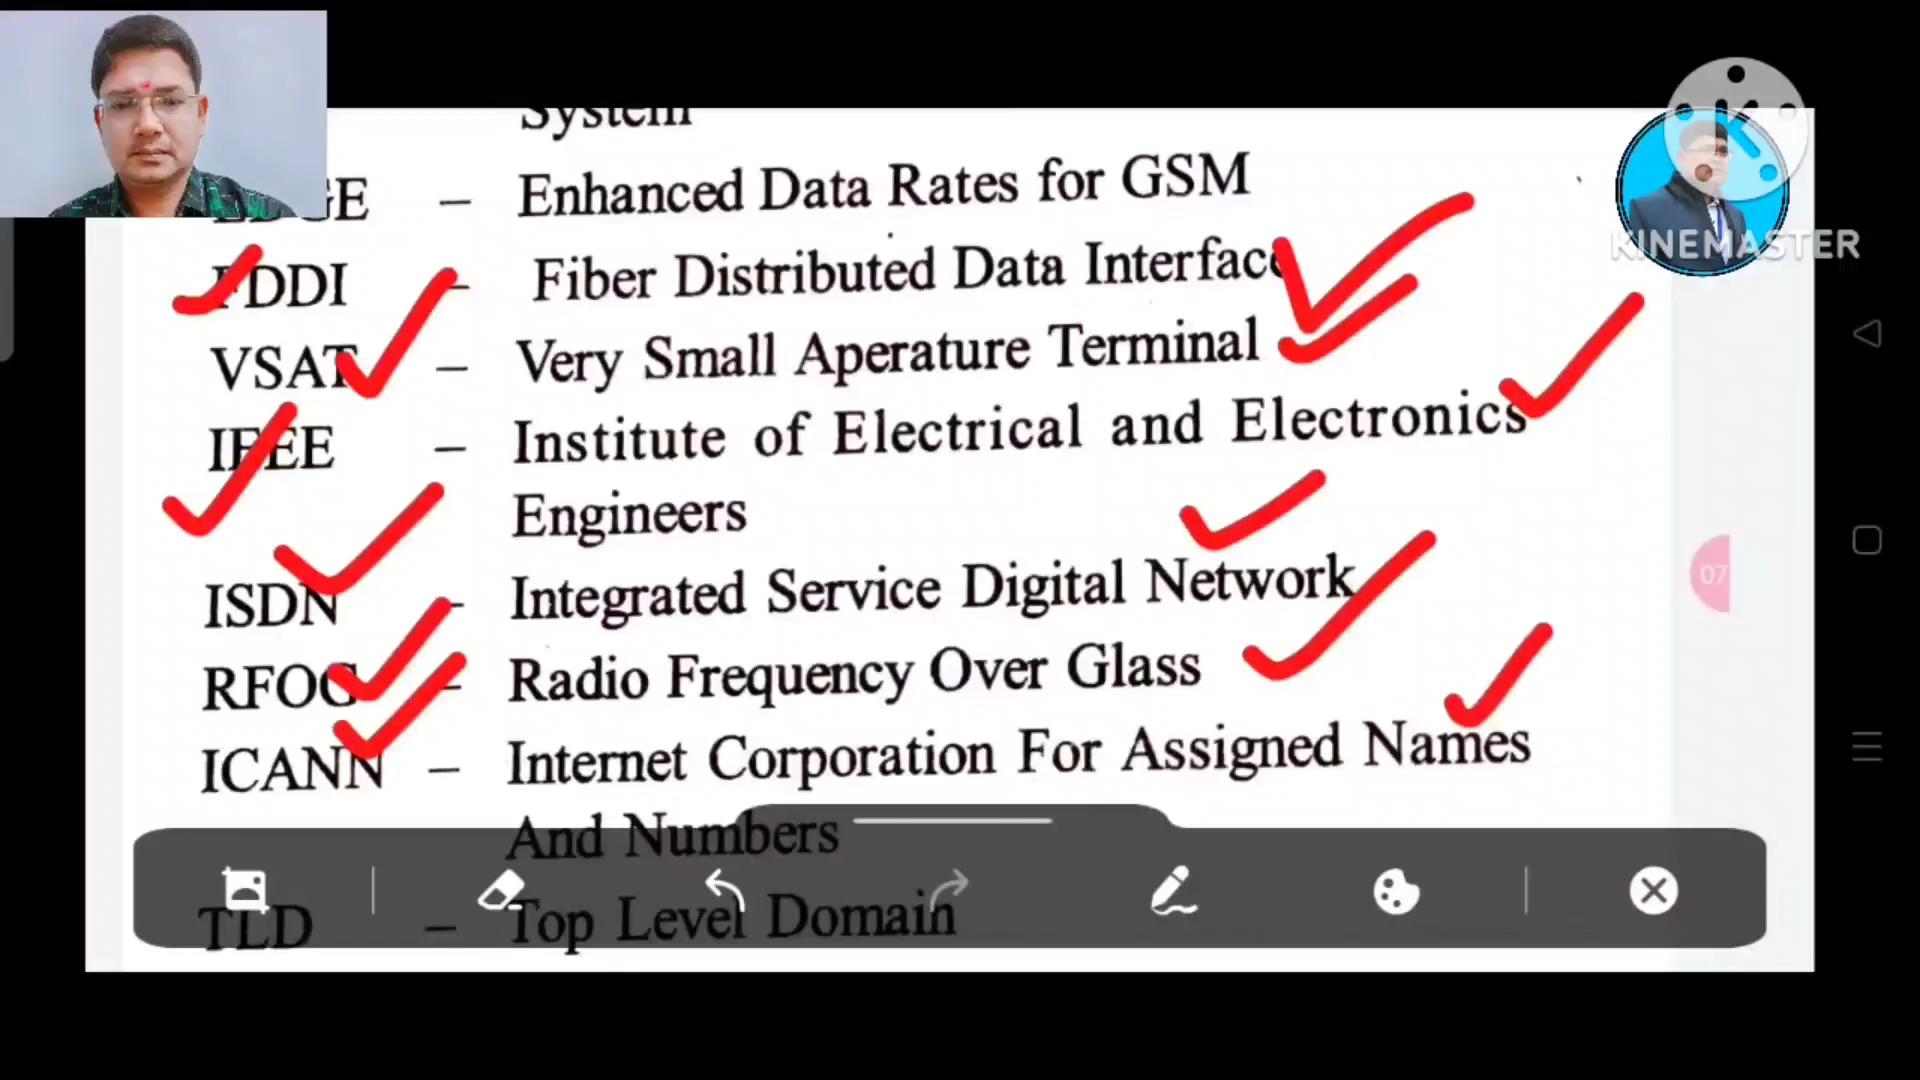 System
EDGE – Enhanced Data Rates for GSM
FDDI – Fiber Distributed Data Interface
VSAT – Very Small Aperature Terminal
IEEE – Institute of Electrical and Electronics
Engineers
ISDN – Integrated Service Digital Network
RFOG – Radio Frequency Over Glass
ICANN – Internet Corporation For Assigned Names
And Numbers
TLD – Top Level Domain
KINEMASTER
07